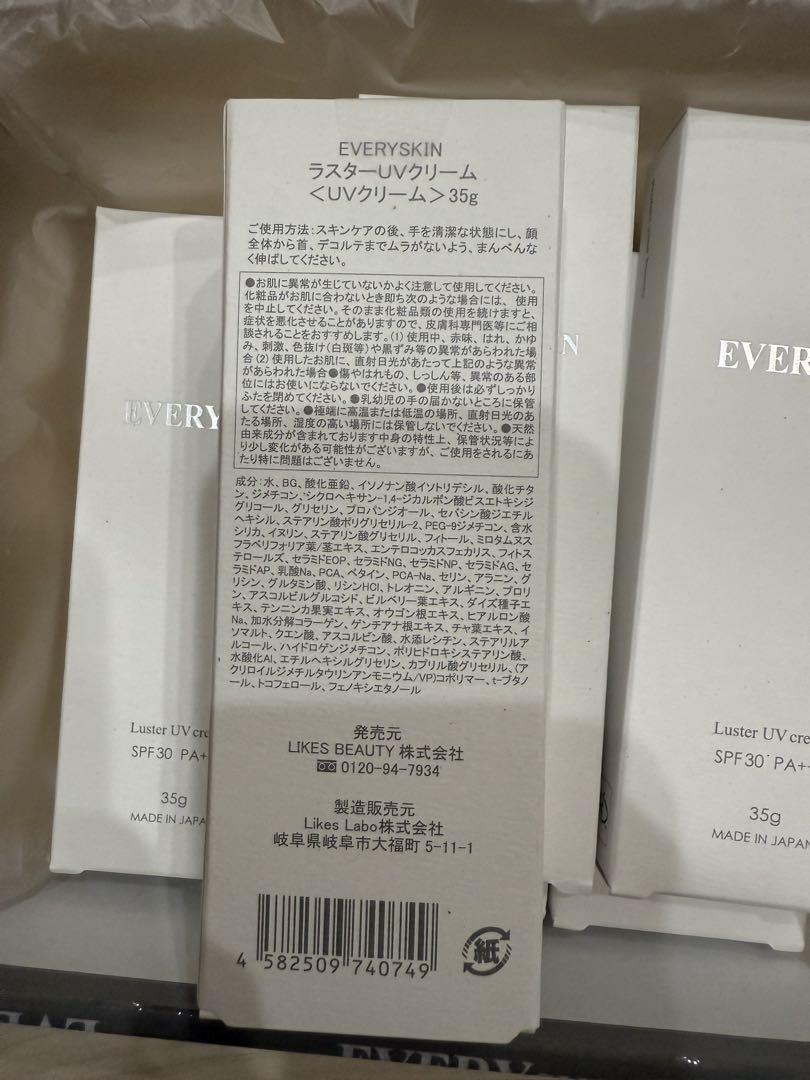 EVERYSKIN
ラスターUVクリーム
＜UVクリーム＞35g
ご使用方法：スキンケアの後、手を清潔な状態にし、顔
全体から首、デコルテまでムラがないよう、まんべんな
く伸ばしてください。
●お肌に異常が生じていないかよく注意して使用してください。
化粧品がお肌に合わないとき即ち次のような場合には、使用
を中止してください。そのまま化粧品類の使用を続けますと、
症状を悪化させることがありますので、皮膚科専門医等にご相
談されることをおすすめします。(1)使用中、赤味、はれ、かゆ
み、刺激、色抜け(白斑等)や黒ずみ等の異常があらわれた場
合(2)使用したお肌に、直射日光があたって上記のような異常
があらわれた場合●傷やはれもの、しっしん等、異常のある部
位にはお使いにならないでください。●使用後は必ずしっかり
ふたを閉めてください。●乳幼児の手の届かないところに保管
してください。●極端に高温または低温の場所、直射日光のあ
たる場所、湿度の高い場所には保管しないでください。●天然
由来成分が含まれております中身の特性上、保管状況等によ
り少し変化がある可能性がございますが、ご使用をされるにあ
たり特に問題はございません。
成分：水、BG、酸化亜鉛、イソノナン酸イソトリデシル、酸化チタ
ン、ジメチコン、シクロヘキサン-1,4-ジカルボン酸ビスエトキシジ
グリコール、グリセリン、プロパンジオール、セバシン酸ジエチル
ヘキシル、ステアリン酸ポリグリセリル-2、PEG-9ジメチコン、含水
シリカ、イヌリン、ステアリン酸グリセリル、フィトール、ミロタムヌス
フラベリフォリア葉/茎エキス、エンテロコッカスフェカリス、フィトス
テロールズ、セラミドEOP、セラミドNG、セラミドNP、セラミドAG、セ
ラミドAP、乳酸Na、PCA、ベタイン、PCA-Na、セリン、アラニン、グ
リシン、グルタミン酸、リシンHCl、トレオニン、アルギニン、プロリ
ン、アスコルビルグルコシド、ビルベリー葉エキス、ダイズ種子エ
キス、テンニンカ果実エキス、オウゴン根エキス、ヒアルロン酸
Na、加水分解コラーゲン、ゲンチアナ根エキス、チャ葉エキス、イ
ソマルト、クエン酸、アスコルビン酸、水添レシチン、ステアリルア
ルコール、ハイドロゲンジメチコン、ポリヒドロキシステアリン酸、
水酸化Al、エチルヘキシルグリセリン、カプリル酸グリセリル、(ア
クリロイルジメチルタウリンアンモニウム/VP)コポリマー、t-ブタノ
ール、トコフェロール、フェノキシエタノール
発売元
LIKES BEAUTY 株式会社
0120-94-7934
製造販売元
Likes Labo株式会社
岐阜県岐阜市大福町 5-11-1
4 582509 740749
紙
EVERY
Luster UV cre
SPF30 PA+
35g
MADE IN JAPA
N
EVER
Luster UV cre
SPF30 PA+
35g
MADE IN JAPAN
EVERY